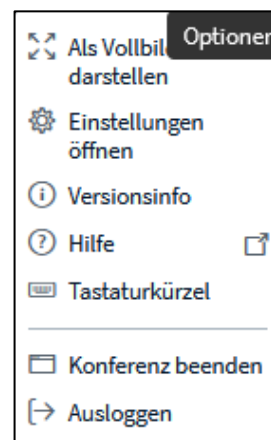 Optionen
Als Vollbil
darstellen
Einstellungen
öffnen
Versionsinfo
Hilfe
Tastaturkürzel
Konferenz beenden
Ausloggen